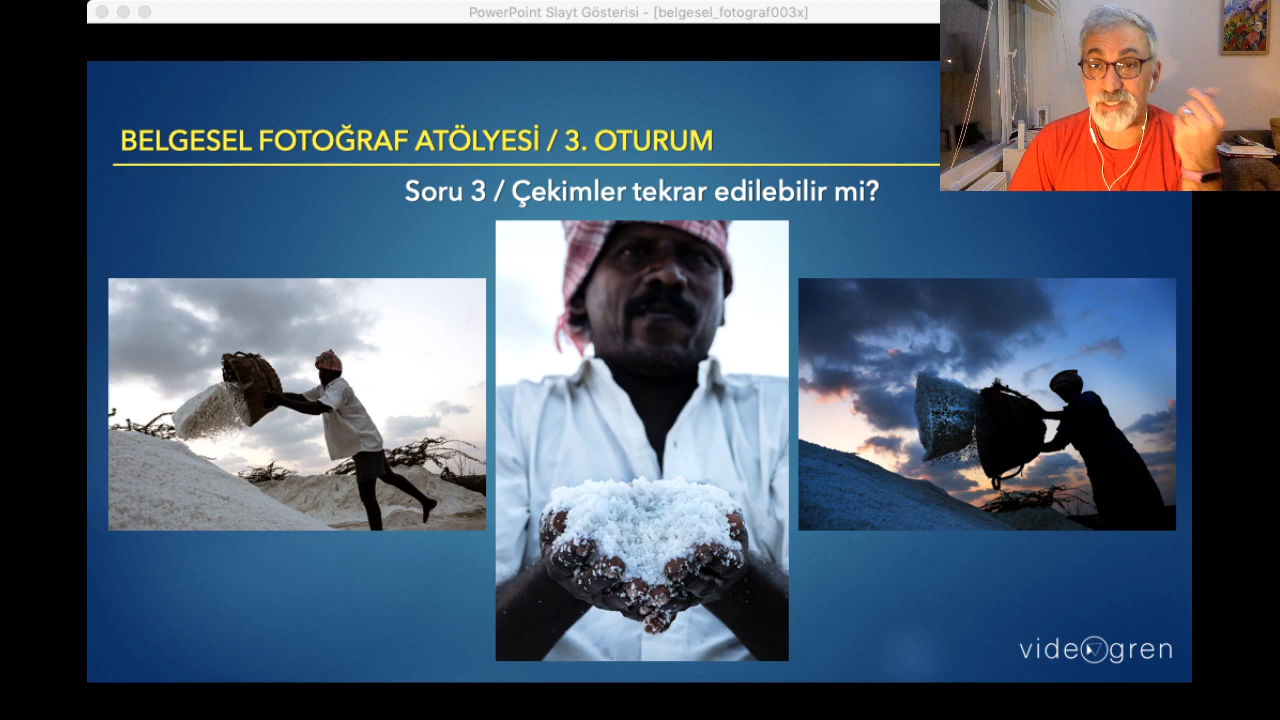 PowerPoint Slayt Gösterisi - [belgesel_fotograf003x]
BELGESEL FOTOĞRAF ATÖLYESİ / 3. OTURUM
Soru 3 / Çekimler tekrar edilebilir mi?
videogren